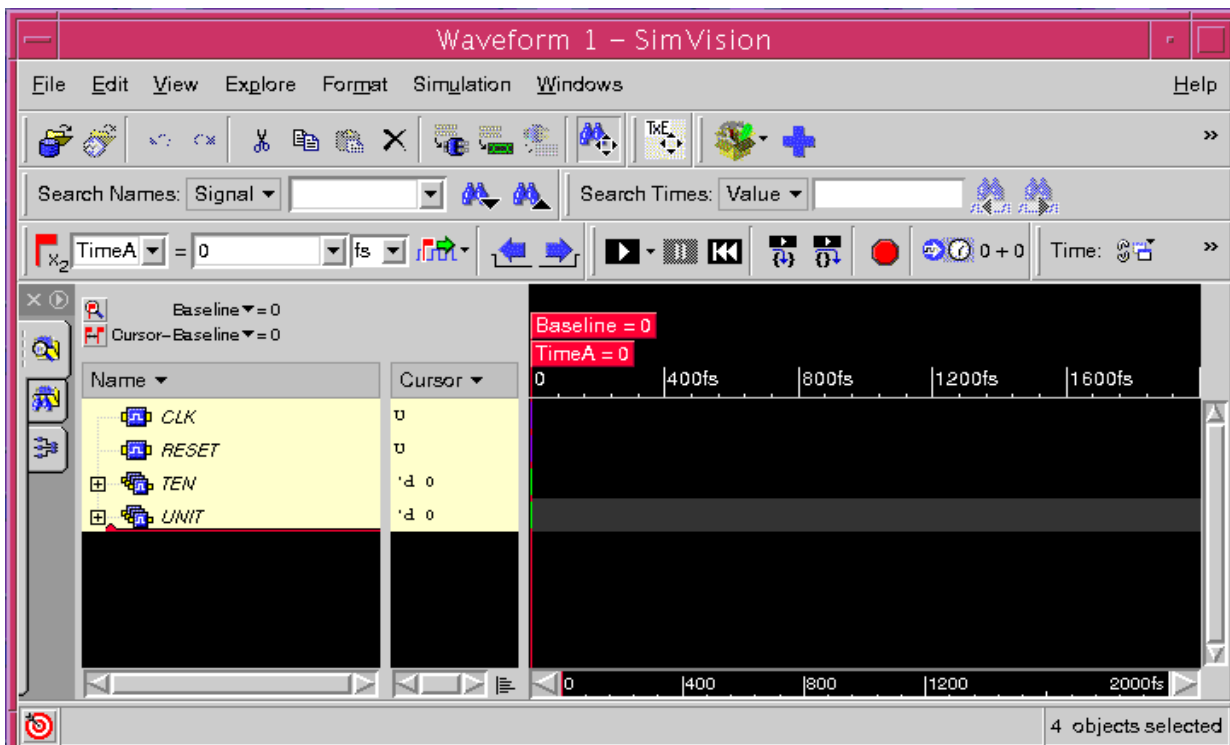 Waveform 1 – SimVision
File Edit View Explore Format Simulation Windows Help
TXE »
Search Names: Signal Search Times: Value
X2 TimeA = 0 fs 0 + 0 Time: »
Baseline = 0
Cursor-Baseline = 0
Baseline = 0
TimeA = 0
Name Cursor 0 400fs 800fs 1200fs 1600fs
CLK
RESET
TEN 'd 0
UNIT 'd 0
0 400 800 1200 2000fs
4 objects selected